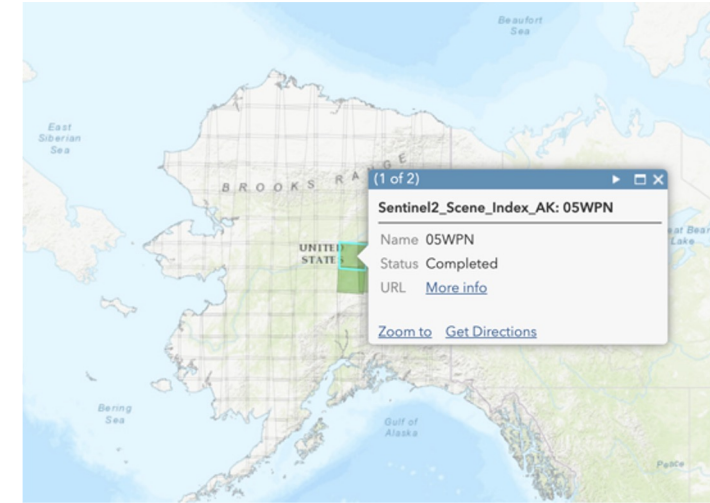 Beaufort
Sea
East
Siberian
Sea
BROOKS RANGE
(1 of 2)
Sentinel2_Scene_Index_AK: 05WPN
Name 05WPN
Status Completed
URL More info
Zoom to Get Directions
UNITED
STATES
Great Bear
Lake
Bering
Sea
Gulf of
Alaska
Peace